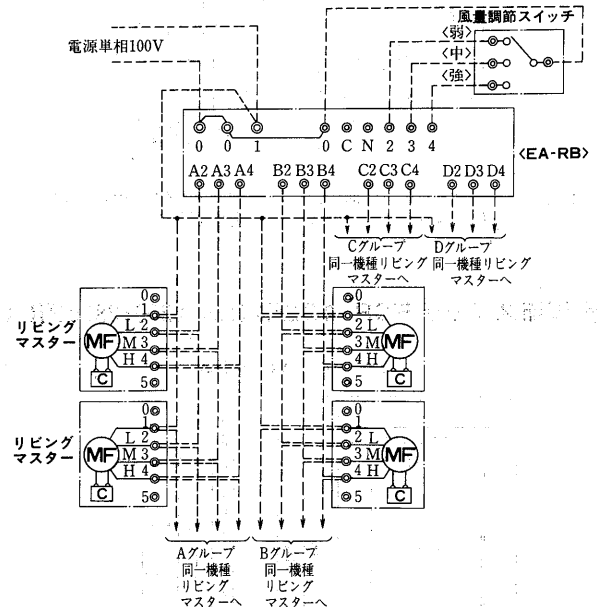 風量調節スイッチ
〈弱〉
〈中〉
〈強〉
電源単相100V
0 0 1 0 C N 2 3 4
〈EA-RB〉
A2 A3 A4 B2 B3 B4 C2 C3 C4 D2 D3 D4
Cグループ
同一機種リビング
マスターへ
Dグループ
同一機種リビング
マスターへ
リビング
マスター
0
1
L 2
M 3
H 4
5
MF
C
0
1
2 L
3 M
4 H
5
MF
C
リビング
マスター
0
1
L 2
M 3
H 4
5
MF
C
0
1
2 L
3 M
4 H
5
MF
C
Aグループ
同一機種
リビング
マスターへ
Bグループ
同一機種
リビング
マスターへ